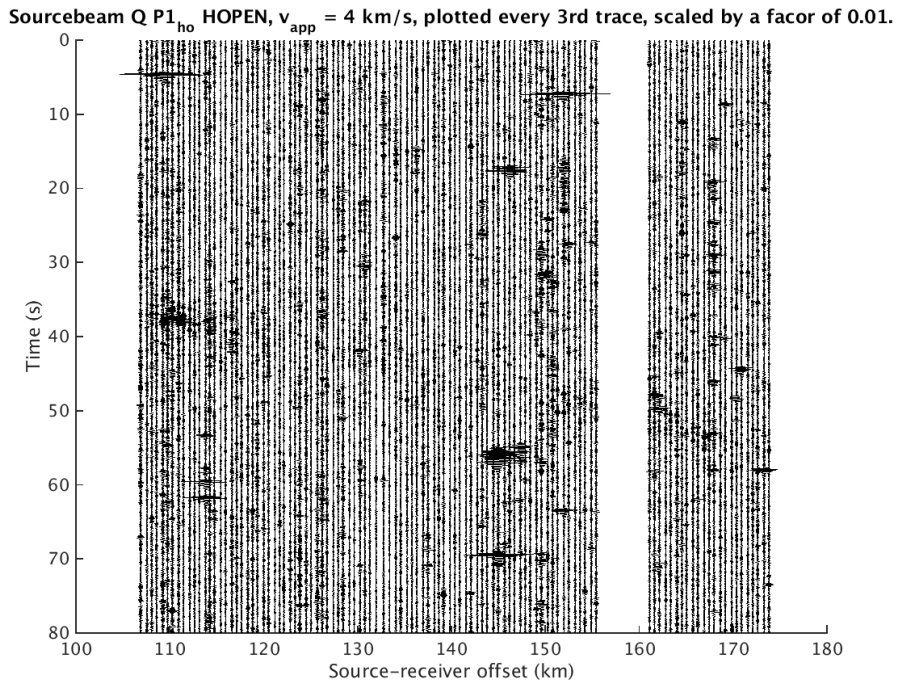 Sourcebeam Q P1ho HOPEN, vapp = 4 km/s, plotted every 3rd trace, scaled by a facor of 0.01.
0
10
20
30
40
50
60
70
80
Time (s)
100 110 120 130 140 150 160 170 180
Source-receiver offset (km)